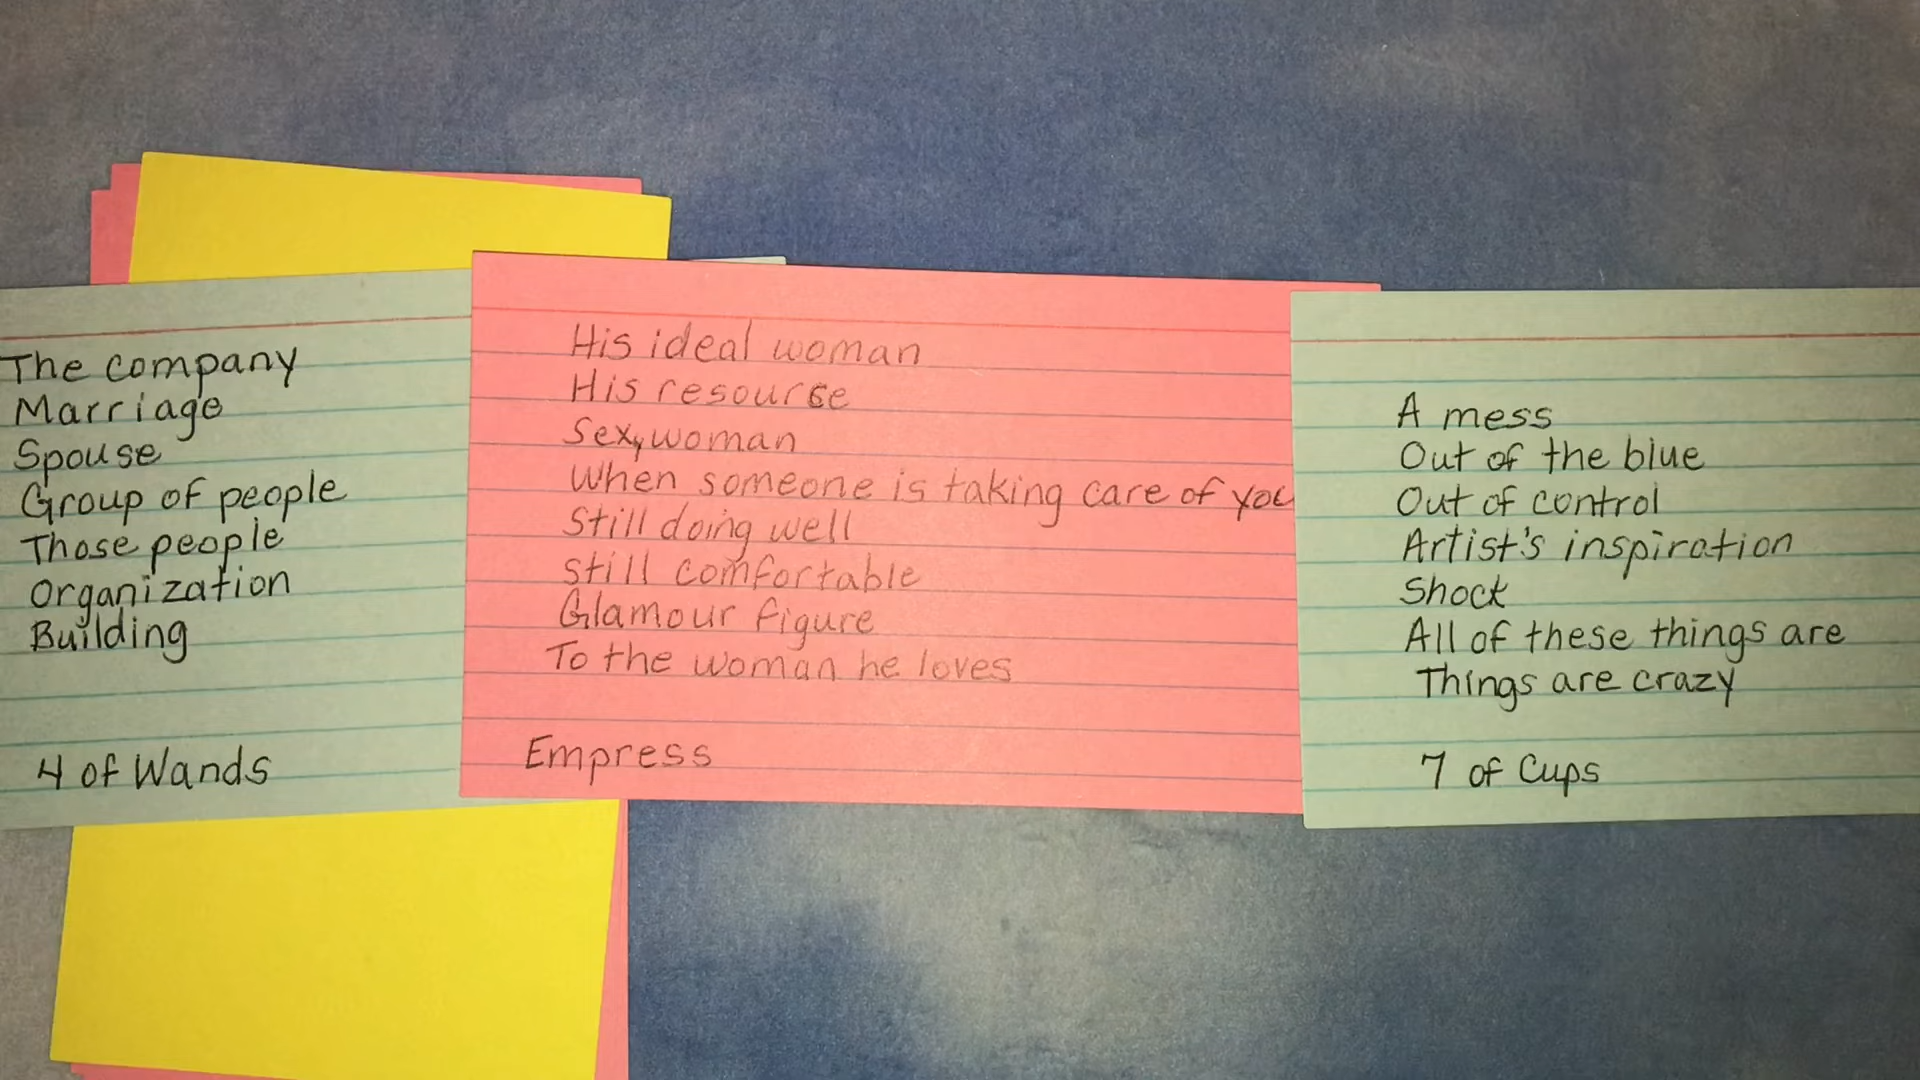 The company
Marriage
Spouse
Group of people
Those people
Organization
Building
4 of Wands
His ideal woman
His resource
Sexy woman
When someone is taking care of you
Still doing well
still comfortable
Glamour figure
To the woman he loves
Empress
A mess
Out of the blue
Out of control
Artist's inspiration
Shock
All of these things are
Things are crazy
7 of Cups